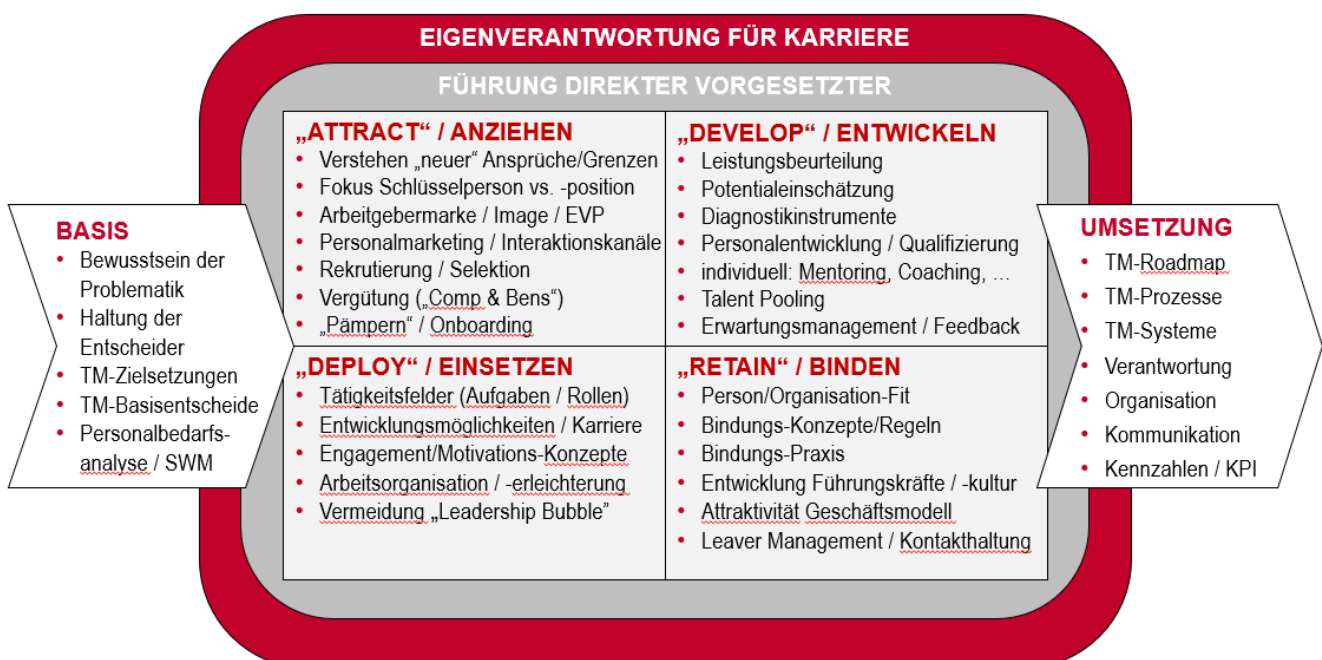 EIGENVERANTWORTUNG FÜR KARRIERE
FÜHRUNG DIREKTER VORGESETZTER
BASIS
• Bewusstsein der
Problematik
• Haltung der
Entscheider
• TM-Zielsetzungen
• TM-Basisentscheide
• Personalbedarfs-
analyse / SWM
„ATTRACT“ / ANZIEHEN
• Verstehen „neuer“ Ansprüche/Grenzen
• Fokus Schlüsselperson vs. -position
• Arbeitgebermarke / Image / EVP
• Personalmarketing / Interaktionskanäle
• Rekrutierung / Selektion
• Vergütung („Comp & Bens“)
• „Pämpern“ / Onboarding
„DEVELOP“ / ENTWICKELN
• Leistungsbeurteilung
• Potentialeinschätzung
• Diagnostikinstrumente
• Personalentwicklung / Qualifizierung
• individuell: Mentoring, Coaching, …
• Talent Pooling
• Erwartungsmanagement / Feedback
„DEPLOY“ / EINSETZEN
• Tätigkeitsfelder (Aufgaben / Rollen)
• Entwicklungsmöglichkeiten / Karriere
• Engagement/Motivations-Konzepte
• Arbeitsorganisation / -erleichterung
• Vermeidung „Leadership Bubble”
„RETAIN“ / BINDEN
• Person/Organisation-Fit
• Bindungs-Konzepte/Regeln
• Bindungs-Praxis
• Entwicklung Führungskräfte / -kultur
• Attraktivität Geschäftsmodell
• Leaver Management / Kontakthaltung
UMSETZUNG
• TM-Roadmap
• TM-Prozesse
• TM-Systeme
• Verantwortung
• Organisation
• Kommunikation
• Kennzahlen / KPI